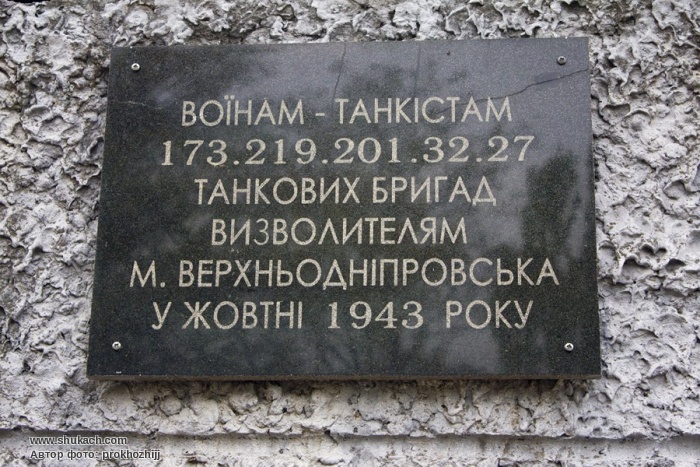 ВОЇНАМ - ТАНКІСТАМ
173.219.201.32.27
ТАНКОВИХ БРИГАД
ВИЗВОЛИТЕЛЯМ
М. ВЕРХНЬОДНІПРОВСЬКА
У ЖОВТНІ 1943 РОКУ
www.shukach.com
Автор фото: prokhozhijj